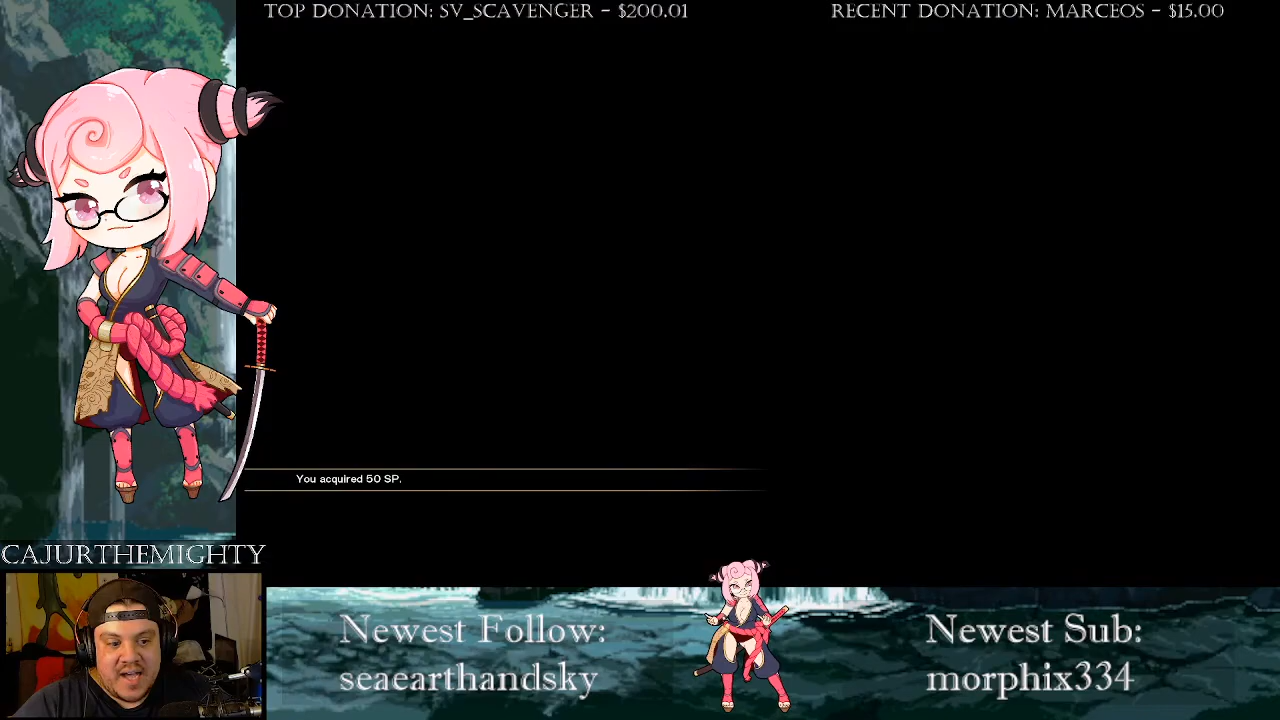 TOP DONATION: SV_SCAVENGER - $200.01
RECENT DONATION: MARCEOS - $15.00
You acquired 50 SP.
CAJURTHEMIGHTY
Newest Follow:
seaearthandsky
Newest Sub:
morphix334